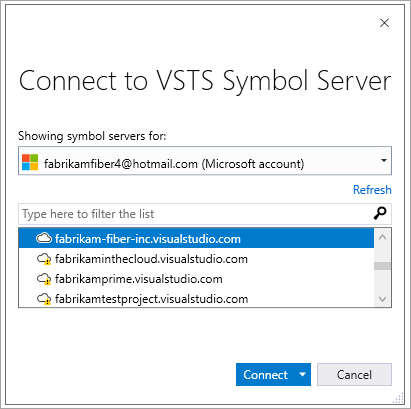 Connect to VSTS Symbol Server
Showing symbol servers for:
fabrikamfiber4@hotmail.com (Microsoft account)
Refresh
Type here to filter the list
fabrikam-fiber-inc.visualstudio.com
fabrikaminthecloud.visualstudio.com
fabrikamprime.visualstudio.com
fabrikamtestproject.visualstudio.com
Connect
Cancel